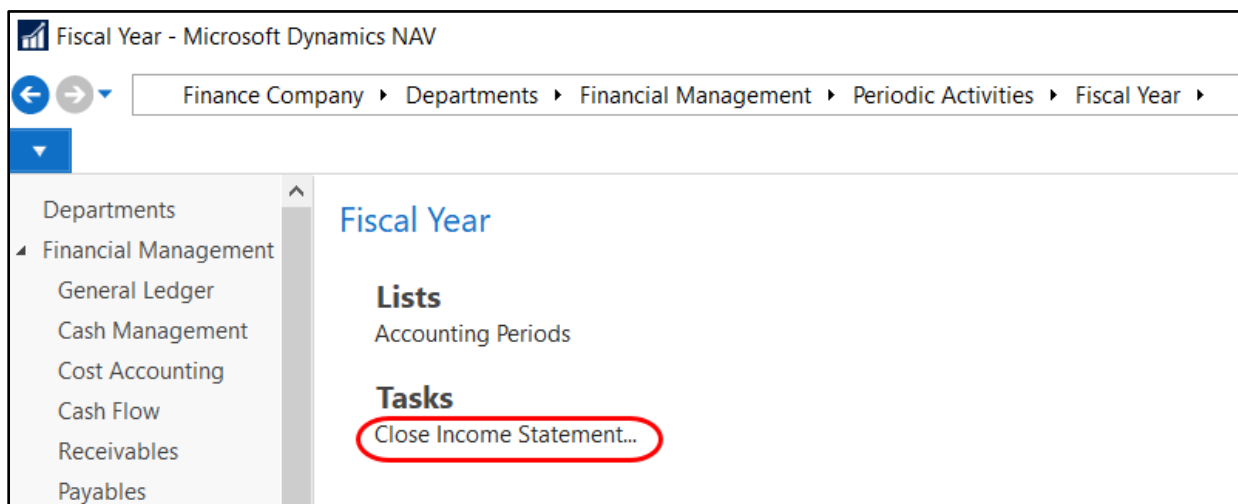 Fiscal Year - Microsoft Dynamics NAV
Finance Company ▸ Departments ▸ Financial Management ▸ Periodic Activities ▸ Fiscal Year ▸
Departments
Financial Management
General Ledger
Cash Management
Cost Accounting
Cash Flow
Receivables
Payables
Fiscal Year
Lists
Accounting Periods
Tasks
Close Income Statement...